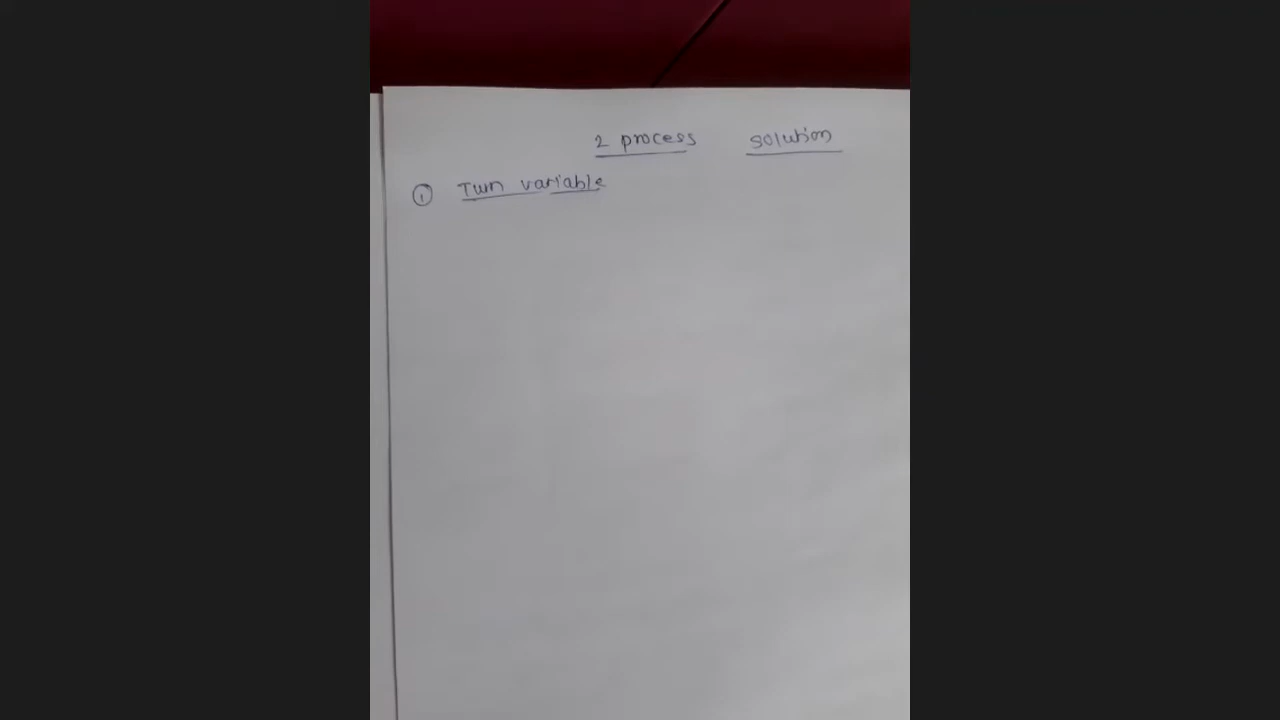 2 process solution
① Turn variable